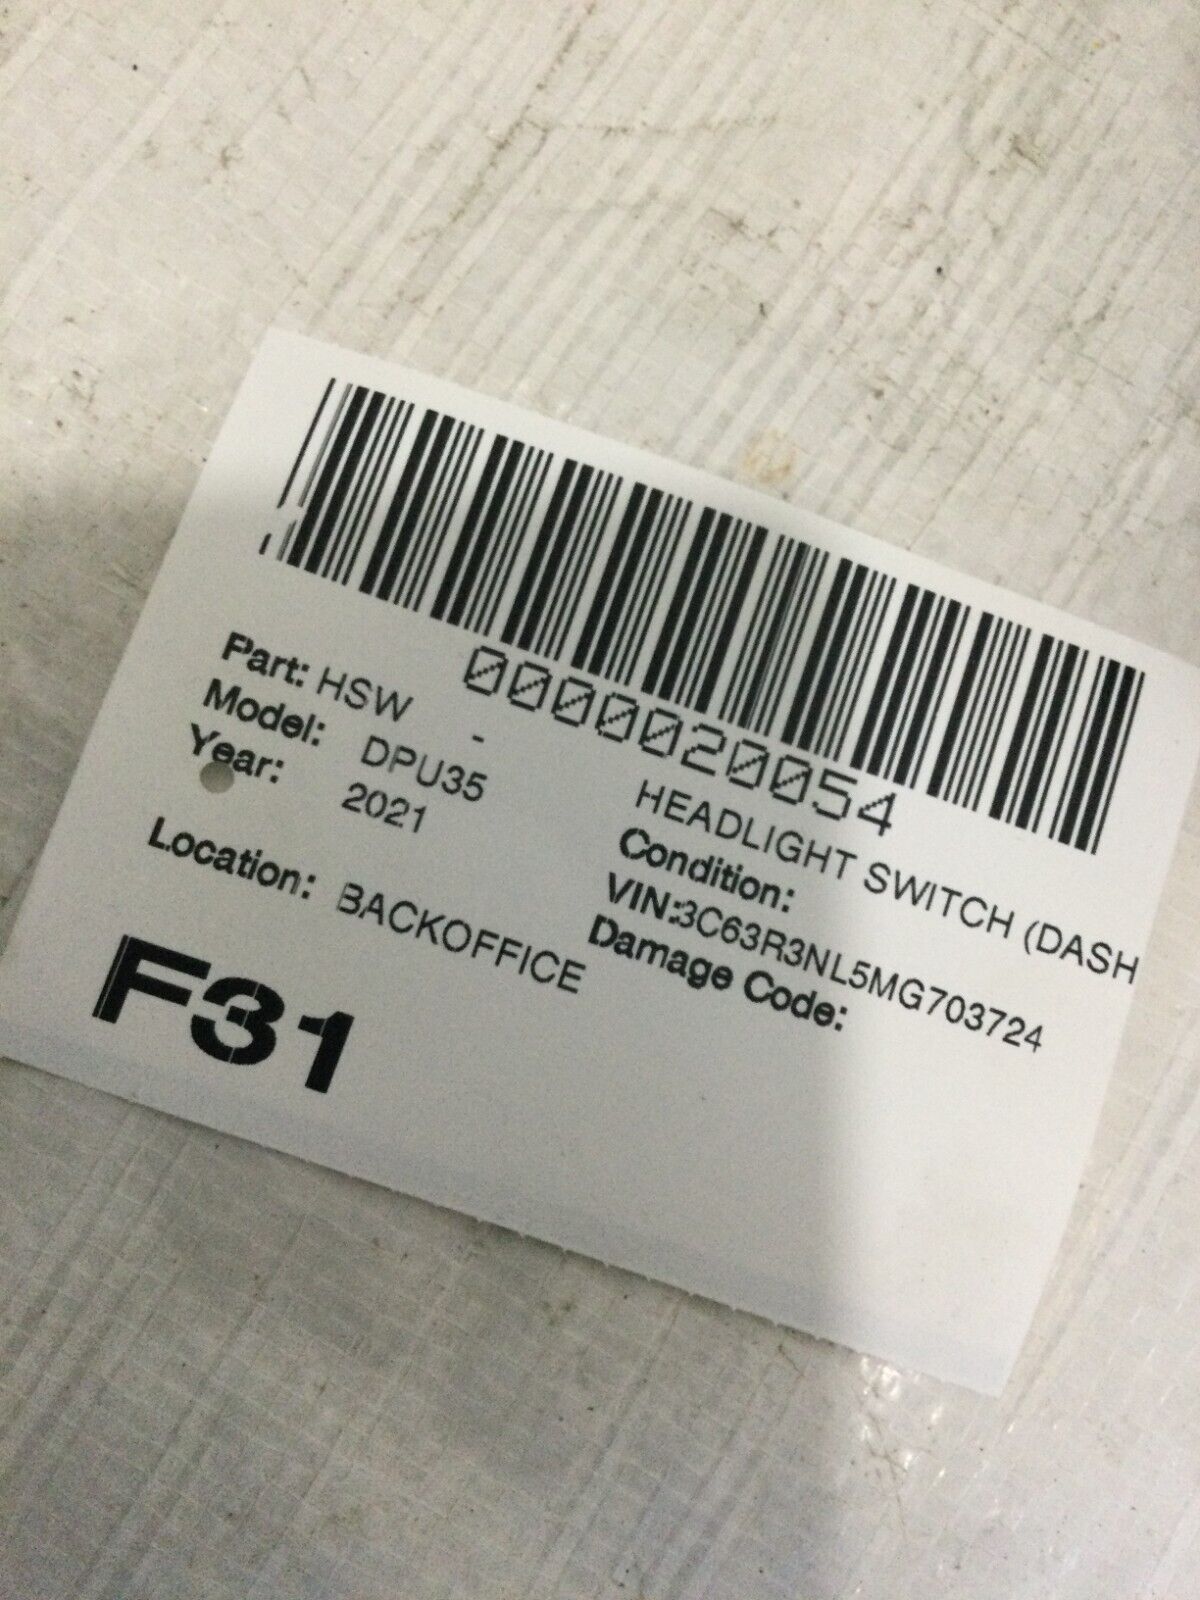 0000020054
Part: HSW - HEADLIGHT SWITCH (DASH
Model: DPU35 Condition:
Year: 2021 VIN:3C63R3NL5MG703724
Damage Code:
Location: BACKOFFICE
F31